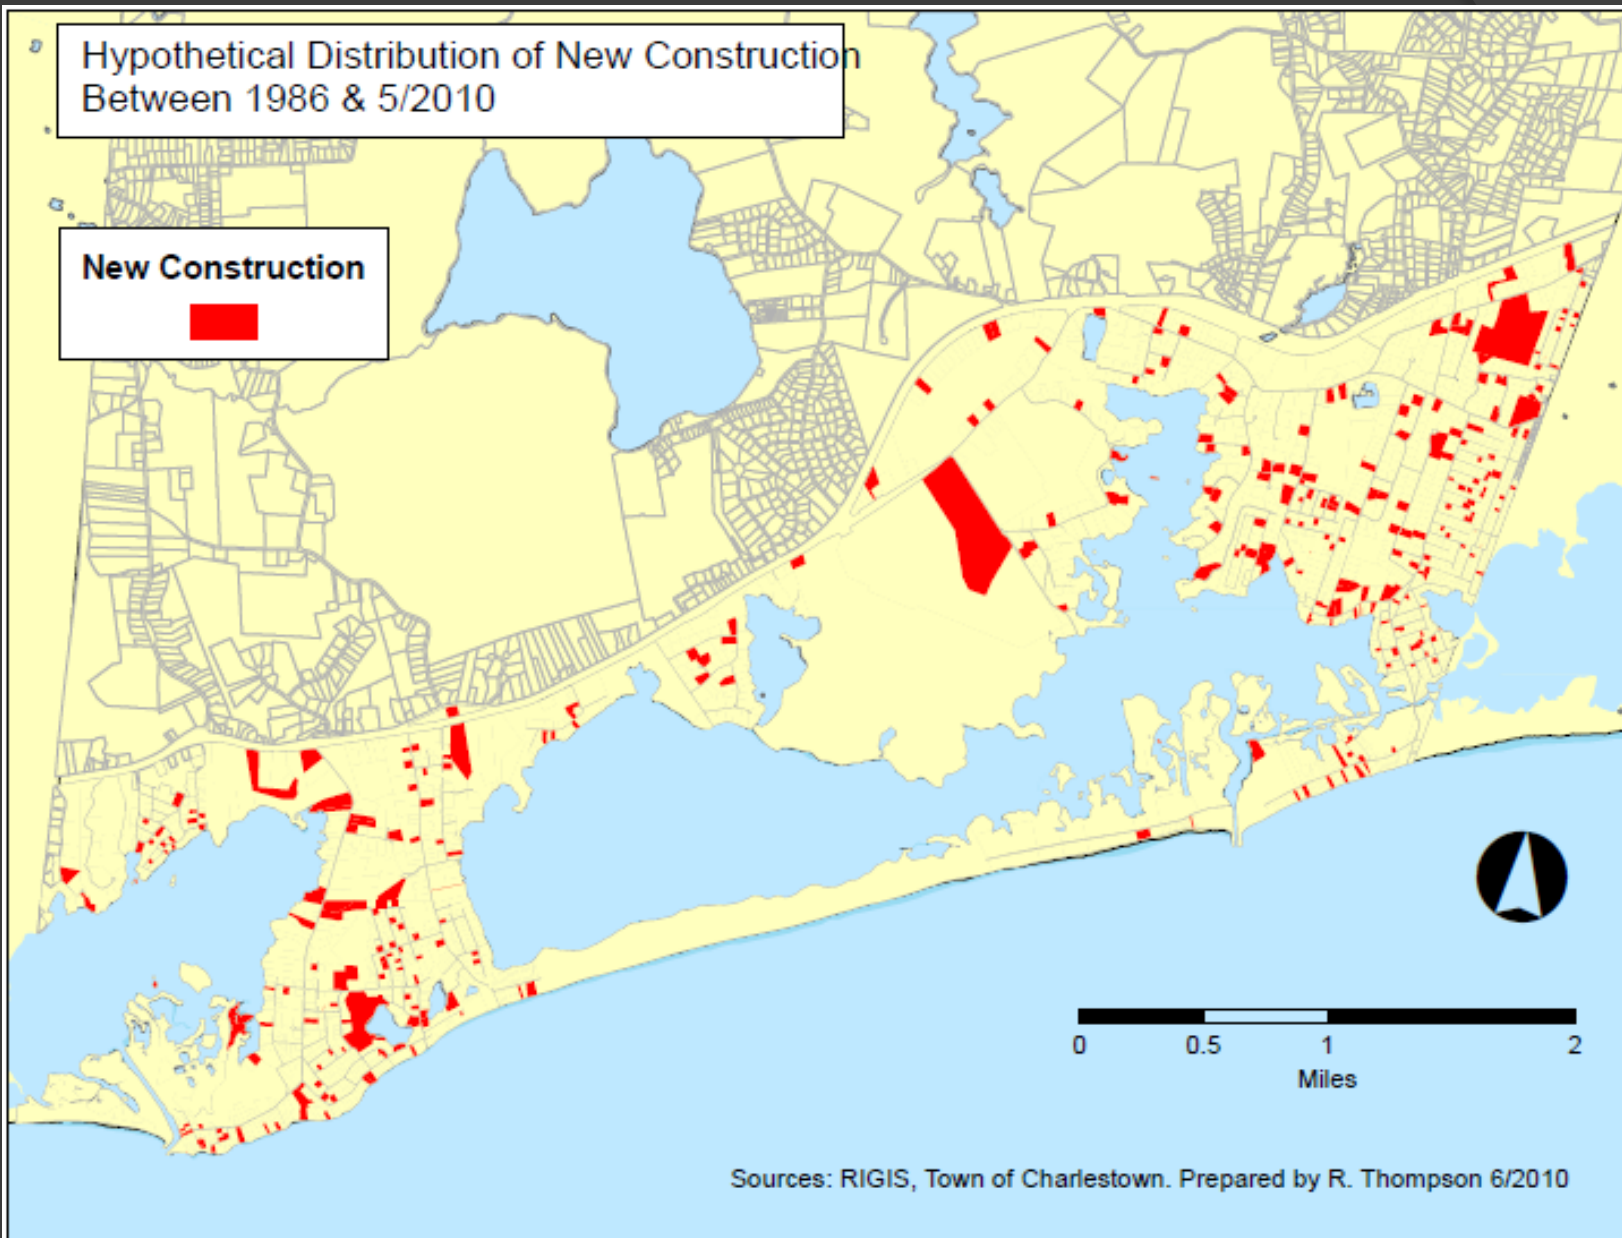 Hypothetical Distribution of New Construction
Between 1986 & 5/2010
New Construction
0 0.5 1 2
Miles
Sources: RIGIS, Town of Charlestown. Prepared by R. Thompson 6/2010